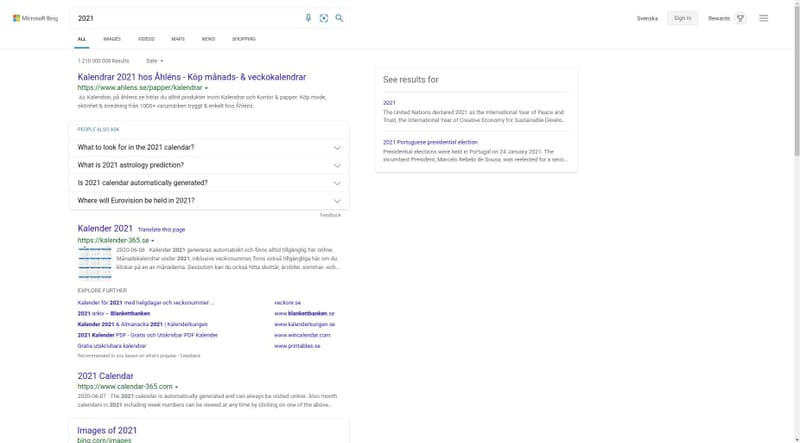 Microsoft Bing
2021
Svenska
Sign in
Rewards
ALL IMAGES VIDEOS MAPS NEWS SHOPPING
1 210 000 000 Results Date
Kalendrar 2021 hos Åhléns - Köp månads- & veckokalendrar
https://www.ahlens.se/papper/kalendrar
Ad Kalendrar, på åhlens.se hittar du alltid produkter inom Kalendrar och Kontor & papper. Köp mode,
skönhet & inredning från 1000+ varumärken tryggt & enkelt hos Åhléns.
PEOPLE ALSO ASK
What to look for in the 2021 calendar?
What is 2021 astrology prediction?
Is 2021 calendar automatically generated?
Where will Eurovision be held in 2021?
Feedback
Kalender 2021 Translate this page
https://kalender-365.se
2020-06-08 · Kalender 2021 genereras automatiskt och finns alltid tillgänglig här online.
Månadskalendrar under 2021, inklusive veckonummer, finns också tillgängliga här om du
klickar på en av månaderna. Dessutom kan du också hitta skottår, årstider, sommar- och...
EXPLORE FURTHER
Kalender för 2021 med helgdagar och veckonummer ... veckonr.se
2021-arkiv – Blankettbanken www.blankettbanken.se
Kalender 2021 & Almanacka 2021 | Kalenderkungen www.kalenderkungen.se
2021 Kalender PDF - Gratis och Utskrivbar PDF Kalender www.wincalendar.com
Gratis utskrivbara kalendrar www.printables.se
Recommended to you based on what's popular • Feedback
2021 Calendar
https://www.calendar-365.com
2020-06-07 · The 2021 calendar is automatically generated and can always be visited online. Also month
calendars in 2021 including week numbers can be viewed at any time by clicking on one of the above..
Images of 2021
bing.com/images
See results for
2021
The United Nations declared 2021 as the International Year of Peace and
Trust, the International Year of Creative Economy for Sustainable Develo...
2021 Portuguese presidential election
Presidential elections were held in Portugal on 24 January 2021. The
incumbent President, Marcelo Rebelo de Sousa, was reelected for a seco...